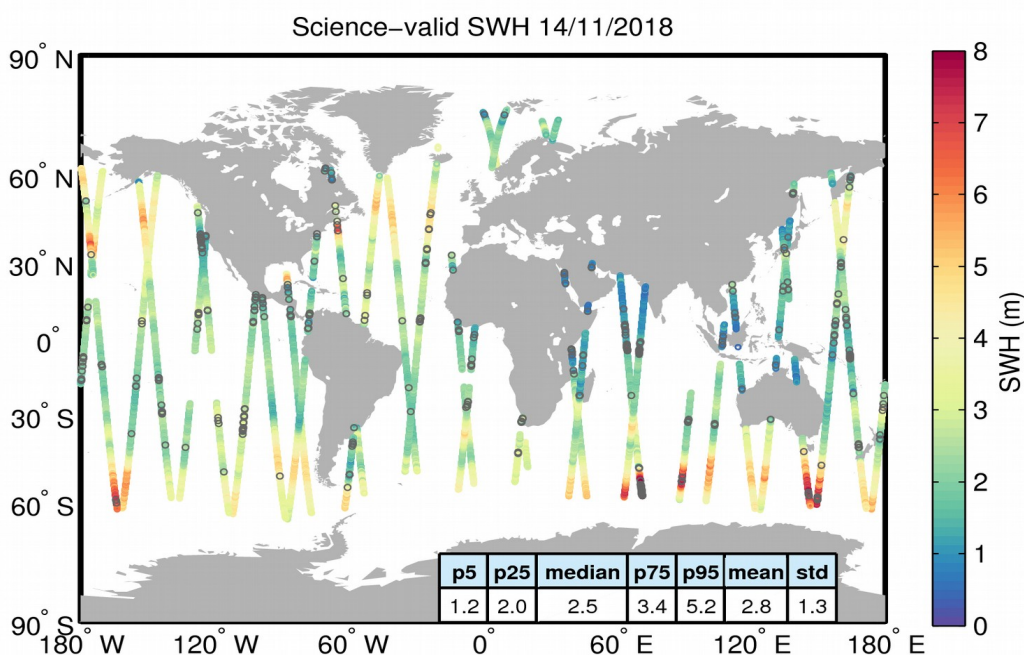 Science−valid SWH 14/11/2018
90° N
60° N
30° N
0°
30° S
60° S
90° S
180° W 120° W 60° W 0° 60° E 120° E 180° E
p5 p25 median p75 p95 mean std
1.2 2.0 2.5 3.4 5.2 2.8 1.3
8
7
6
5
4
3
2
1
0
SWH (m)